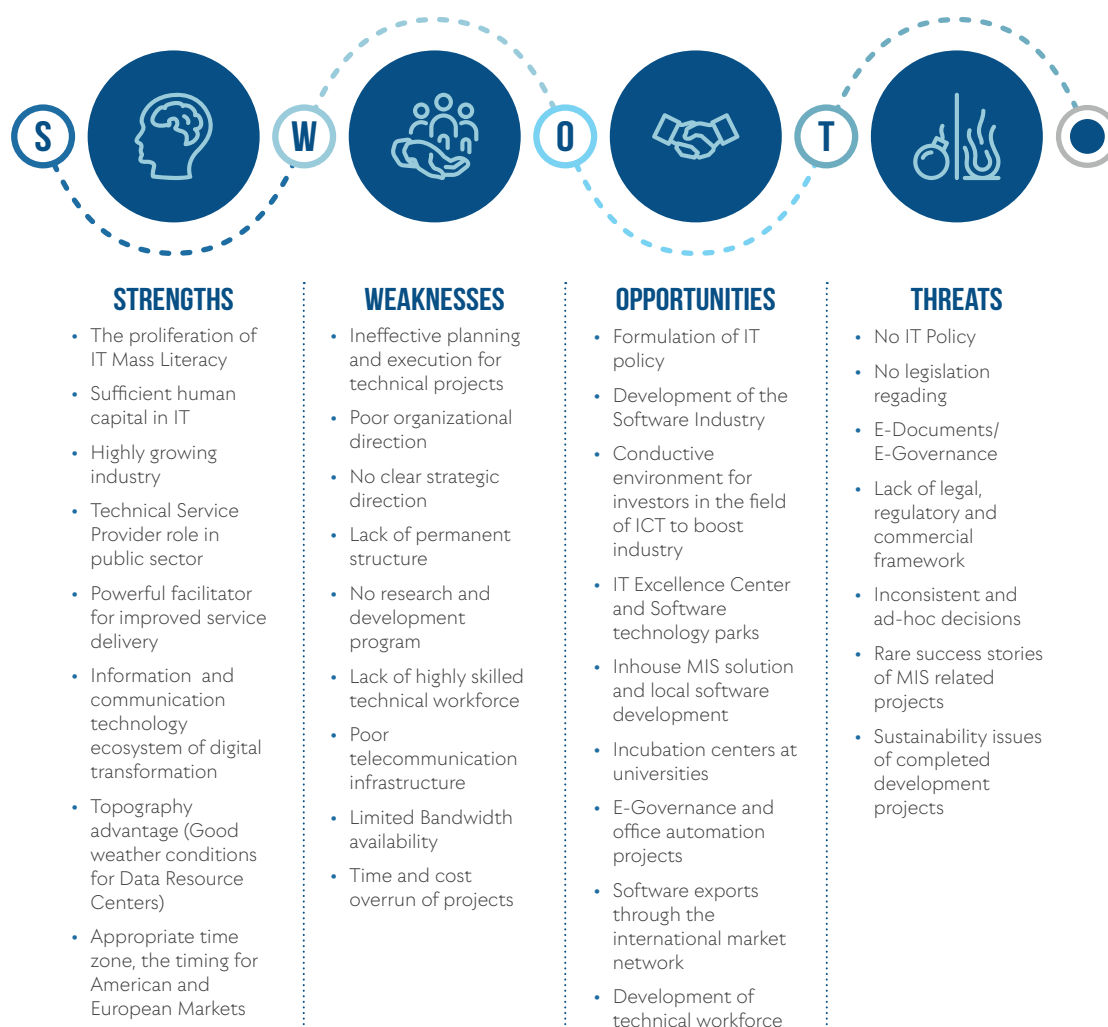 S
W
O
T
STRENGTHS
• The proliferation of
IT Mass Literacy
• Sufficient human
capital in IT
• Highly growing
industry
• Technical Service
Provider role in
public sector
• Powerful facilitator
for improved service
delivery
• Information and
communication
technology
ecosystem of digital
transformation
• Topography
advantage (Good
weather conditions
for Data Resource
Centers)
• Appropriate time
zone, the timing for
American and
European Markets
WEAKNESSES
• Ineffective planning
and execution for
technical projects
• Poor organizational
direction
• No clear strategic
direction
• Lack of permanent
structure
• No research and
development
program
• Lack of highly skilled
technical workforce
• Poor
telecommunication
infrastructure
• Limited Bandwidth
availability
• Time and cost
overrun of projects
OPPORTUNITIES
• Formulation of IT
policy
• Development of the
Software Industry
• Conductive
environment for
investors in the field
of ICT to boost
industry
• IT Excellence Center
and Software
technology parks
• Inhouse MIS solution
and local software
development
• Incubation centers at
universities
• E-Governance and
office automation
projects
• Software exports
through the
international market
network
• Development of
technical workforce
THREATS
• No IT Policy
• No legislation
regading
• E-Documents/
E-Governance
• Lack of legal,
regulatory and
commercial
framework
• Inconsistent and
ad-hoc decisions
• Rare success stories
of MIS related
projects
• Sustainability issues
of completed
development
projects